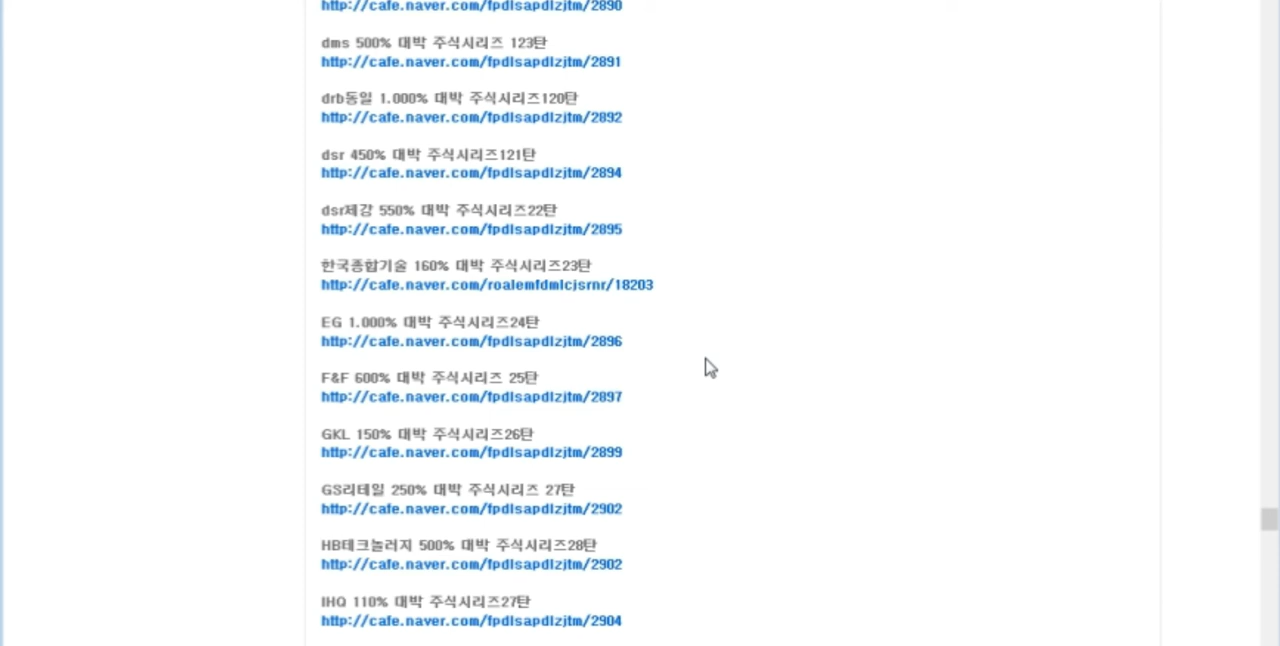 http://cafe.naver.com/fpdlsapdlzjtm/2890
dms 500% 대박 주식시리즈 123탄
http://cafe.naver.com/fpdlsapdlzjtm/2891
drb동일 1.000% 대박 주식시리즈120탄
http://cafe.naver.com/fpdlsapdlzjtm/2892
dsr 450% 대박 주식시리즈121탄
http://cafe.naver.com/fpdlsapdlzjtm/2894
dsr제강 550% 대박 주식시리즈22탄
http://cafe.naver.com/fpdlsapdlzjtm/2895
한국종합기술 160% 대박 주식시리즈23탄
http://cafe.naver.com/roalemfdmlcjsrnr/18203
EG 1.000% 대박 주식시리즈24탄
http://cafe.naver.com/fpdlsapdlzjtm/2896
F&F 600% 대박 주식시리즈 25탄
http://cafe.naver.com/fpdlsapdlzjtm/2897
GKL 150% 대박 주식시리즈26탄
http://cafe.naver.com/fpdlsapdlzjtm/2899
GS리테일 250% 대박 주식시리즈 27탄
http://cafe.naver.com/fpdlsapdlzjtm/2902
HB테크놀러지 500% 대박 주식시리즈28탄
http://cafe.naver.com/fpdlsapdlzjtm/2902
IHQ 110% 대박 주식시리즈27탄
http://cafe.naver.com/fpdlsapdlzjtm/2904